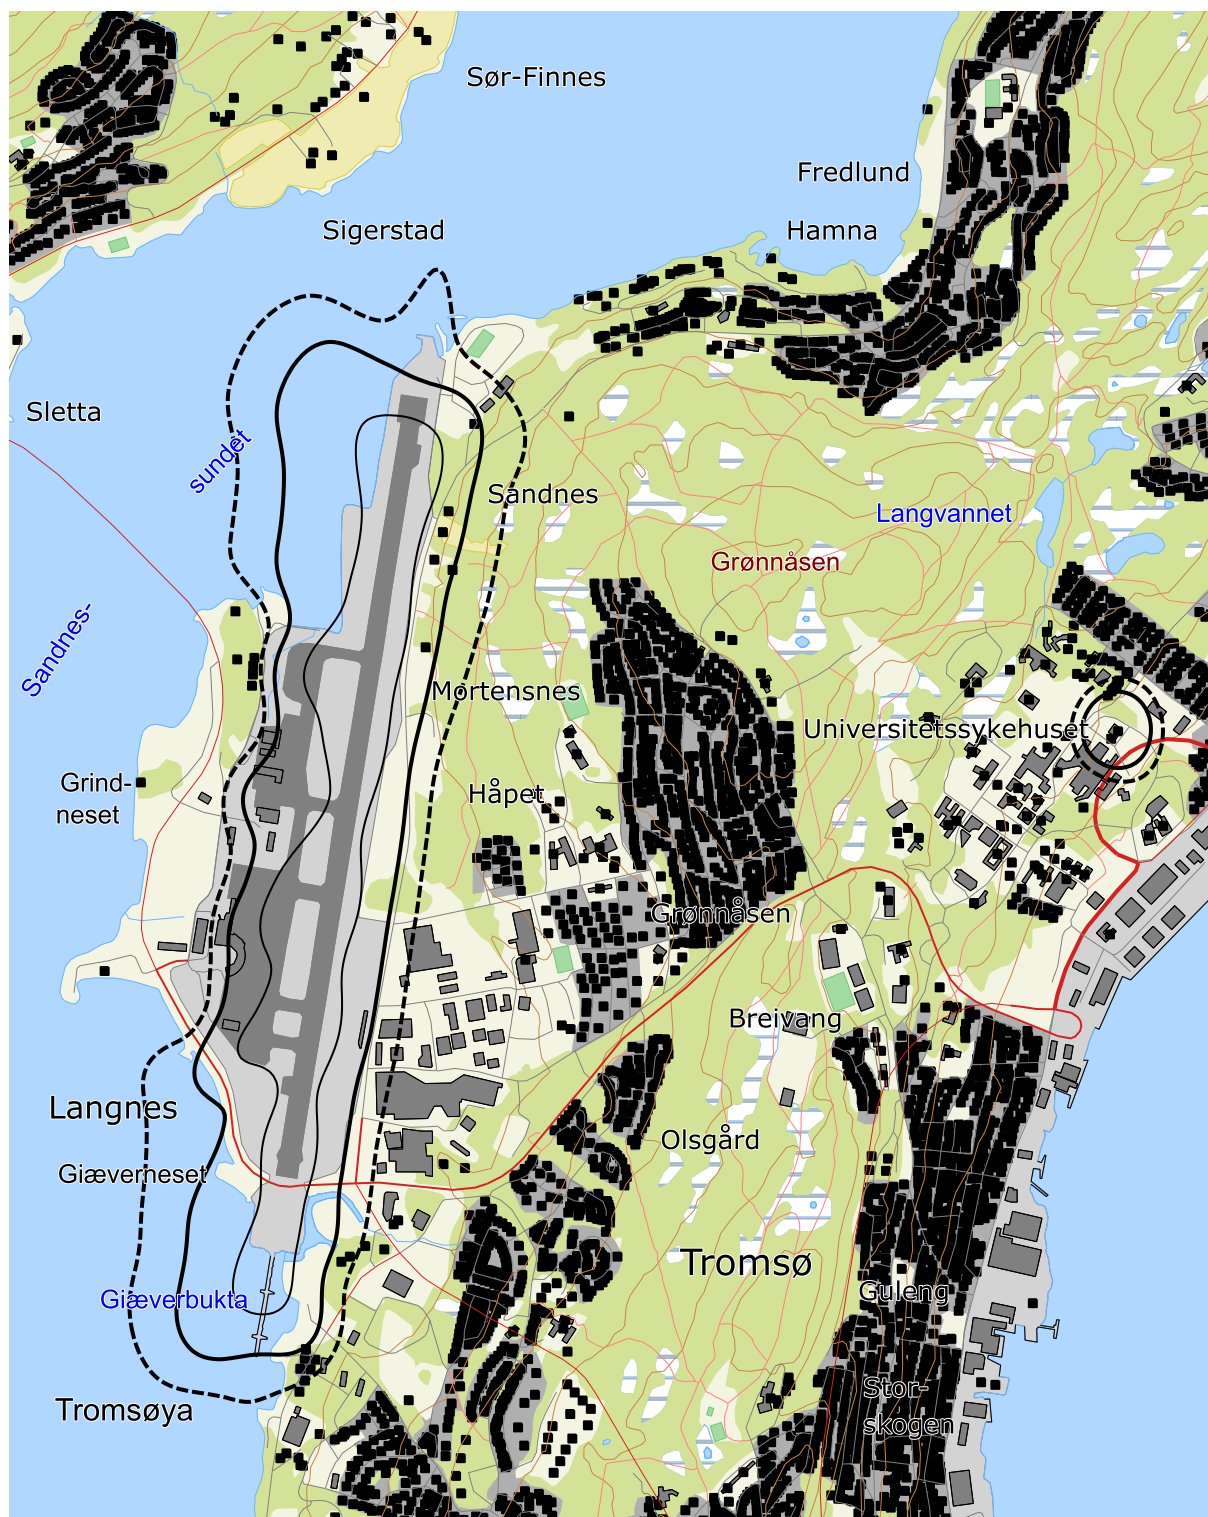 Sør-Finnes
Fredlund
Sigerstad
Hamna
Sletta
sundet
Sandnes
Langvannet
Grønnåsen
Sandnes-
Mortensnes
Universitetssykehuset
Grind-
neset
Håpet
Grønnåsen
Breivang
Langnes
Olsgård
Giæverneset
Tromsø
Giæverbukta
Guleng
Stor-
skogen
Tromsøya